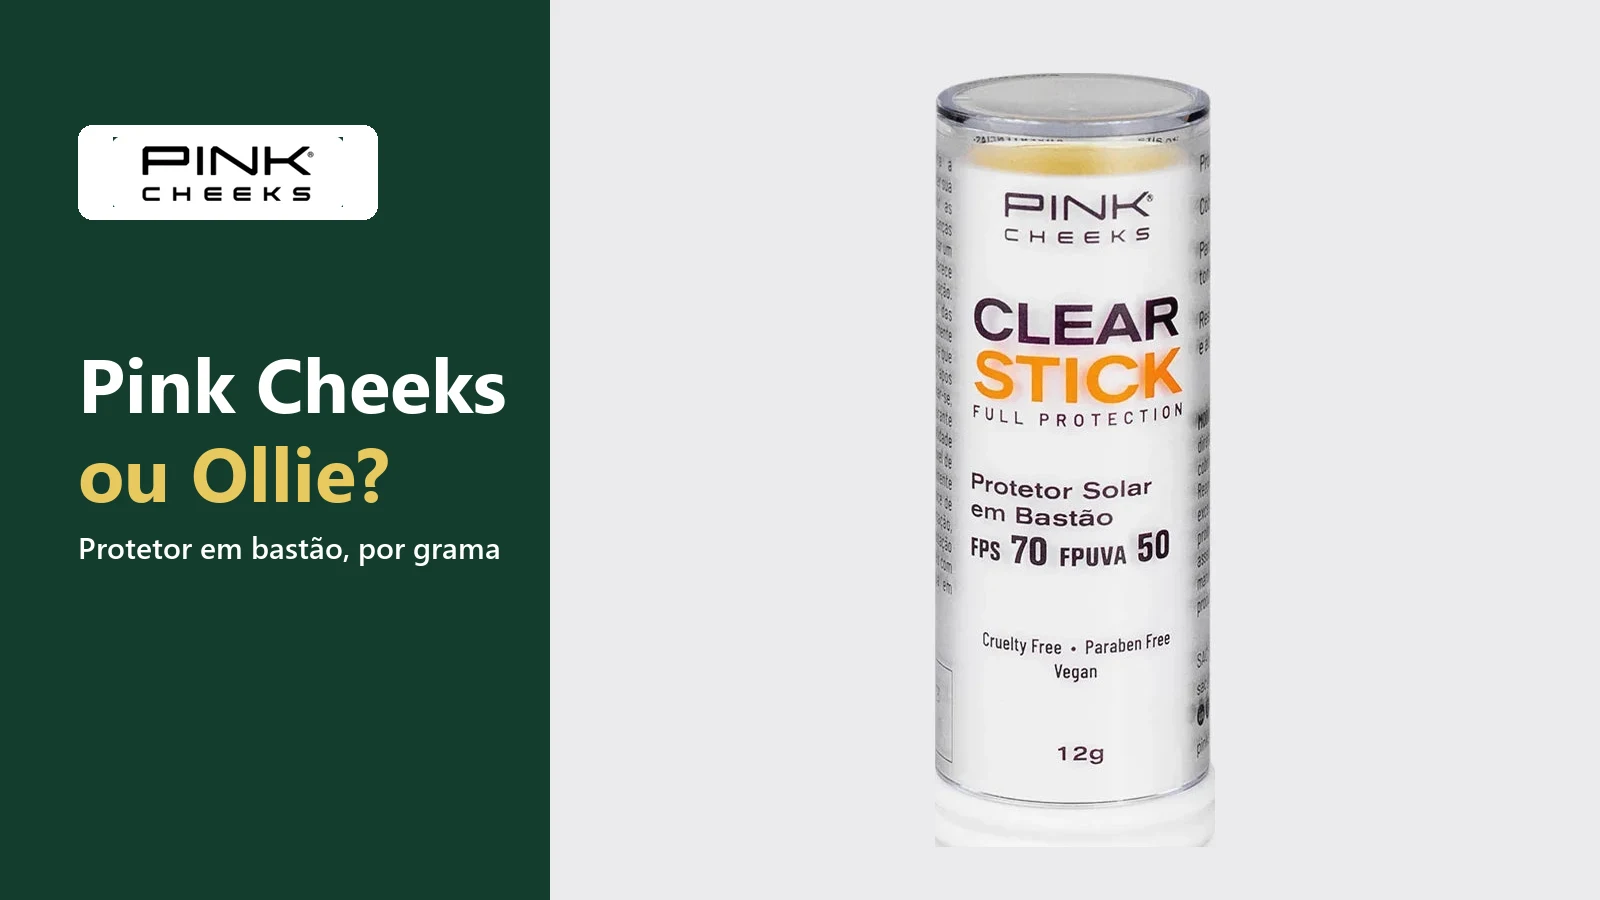 PINK®
CHEEKS
Pink Cheeks
ou Ollie?
Protetor em bastão, por grama
PINK®
CHEEKS
CLEAR
STICK
FULL PROTECTION
Protetor Solar
em Bastão
FPS 70 FPUVA 50
Cruelty Free • Paraben Free
Vegan
12g